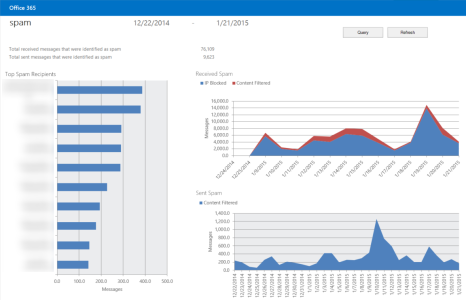 Office 365
spam 12/22/2014 - 1/21/2015
Query Refresh
Total received messages that were identified as spam 76,109
Total sent messages that were identified as spam 9,623
Top Spam Recipients
0.0 100.0 200.0 300.0 400.0 500.0
Messages
Received Spam
IP Blocked Content Filtered
16,000.0
14,000.0
12,000.0
10,000.0
8,000.0
6,000.0
4,000.0
2,000.0
0.0
Messages
12/24/2014 12/25/2014 1/9/2015 1/10/2015 1/11/2015 1/12/2015 1/13/2015 1/14/2015 1/15/2015 1/16/2015 1/17/2015 1/18/2015 1/19/2015 1/20/2015 1/21/2015
Sent Spam
Content Filtered
1,400.0
1,200.0
1,000.0
800.0
600.0
400.0
200.0
0.0
Messages
12/22/2014 12/23/2014 12/24/2014 12/25/2014 12/26/2014 12/27/2014 12/28/2014 12/29/2014 12/30/2014 12/31/2014 1/1/2015 1/2/2015 1/3/2015 1/4/2015 1/5/2015 1/6/2015 1/7/2015 1/8/2015 1/9/2015 1/10/2015 1/11/2015 1/12/2015 1/13/2015 1/14/2015 1/15/2015 1/16/2015 1/17/2015 1/18/2015 1/19/2015 1/20/2015 1/21/2015